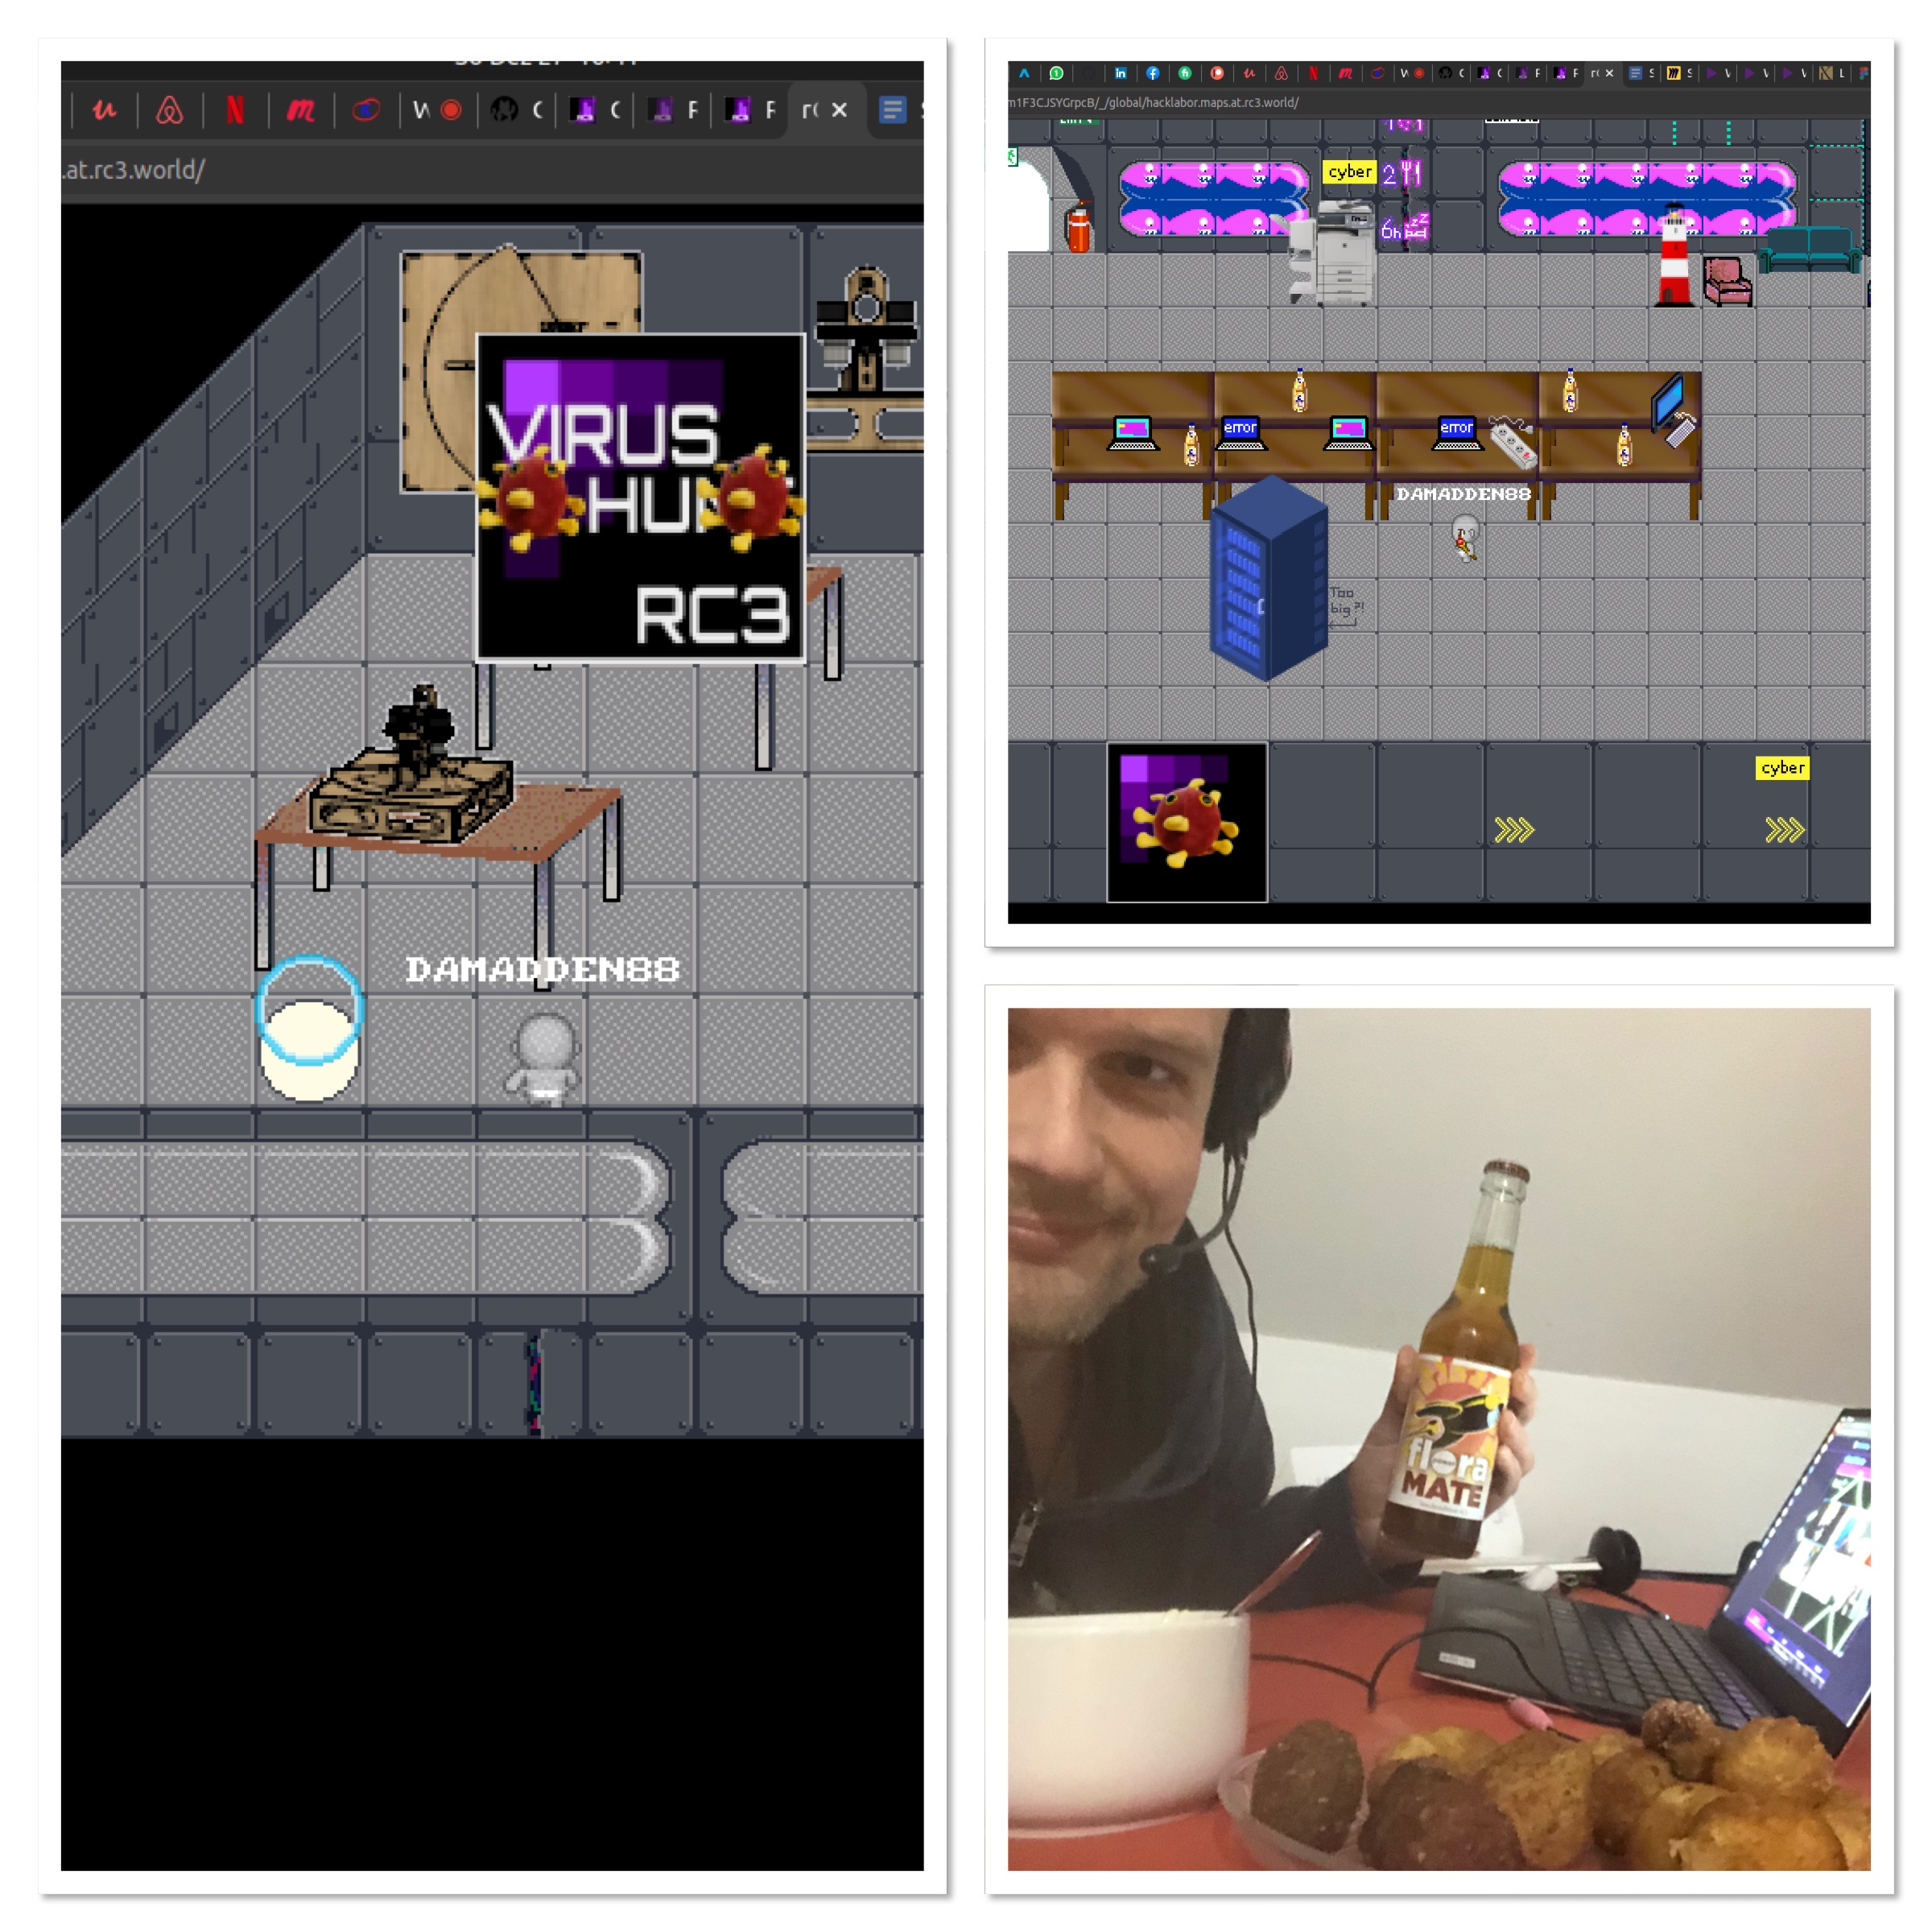 .at.rc3.world/
VIRUS
RC3
DAMADDEN88
m1F3CJSYGrpcB/_/global/hacklabor.maps.at.rc3.world/
cyber
2
6h
error
error
DAMADDEN88
Too
big?!
cyber
flora
MATE